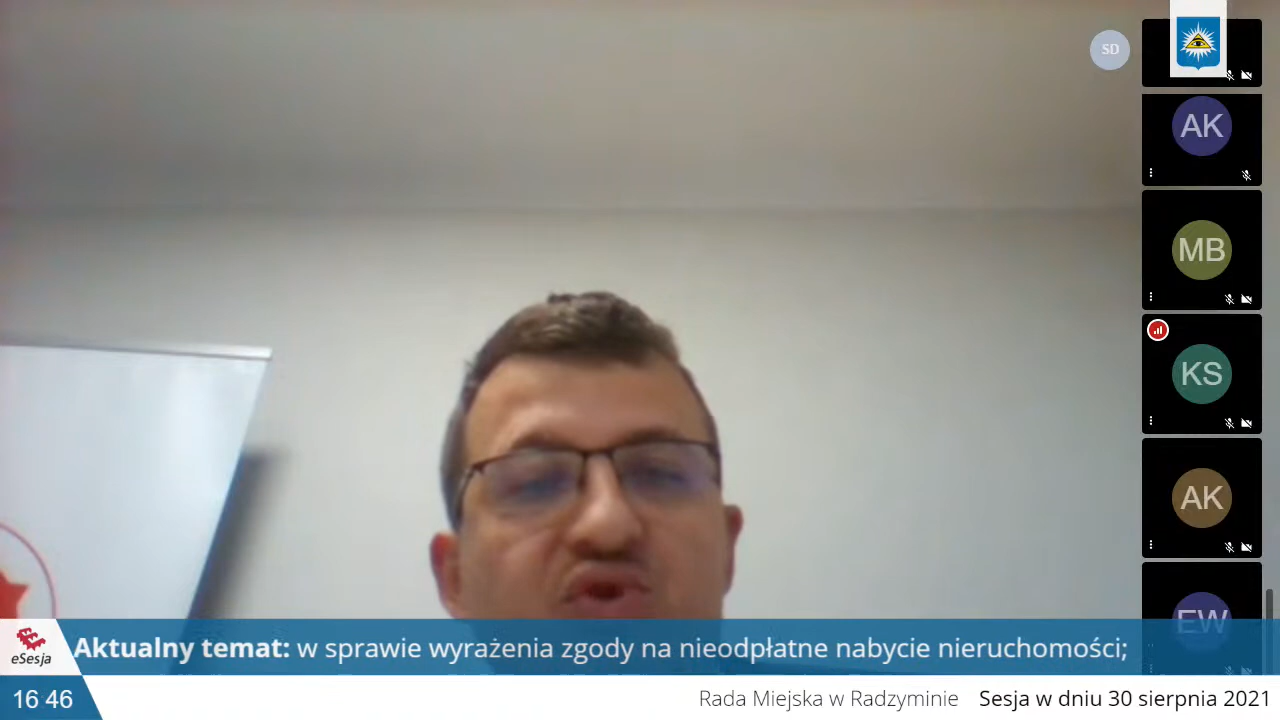 SD
AK
MB
KS
AK
EW
eSesja
Aktualny temat: w sprawie wyrażenia zgody na nieodpłatne nabycie nieruchomości;
16 46
Rada Miejska w Radzyminie Sesja w dniu 30 sierpnia 2021